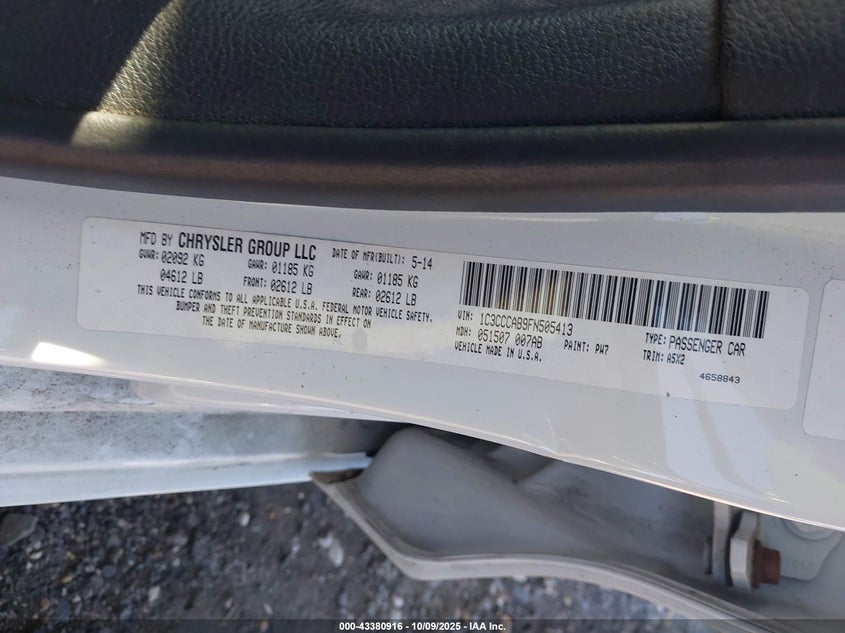 MFD BY CHRYSLER GROUP LLC DATE OF MFR(BUILT): 5-14
GVWR: 02092 KG GAWR: 01185 KG GAWR: 01185 KG
04612 LB FRONT: 02612 LB REAR: 02612 LB
THIS VEHICLE CONFORMS TO ALL APPLICABLE U.S.A. FEDERAL MOTOR VEHICLE SAFETY,
BUMPER AND THEFT PREVENTION STANDARDS IN EFFECT ON
THE DATE OF MANUFACTURE SHOWN ABOVE.
VIN: 1C3CCCAB9FN505413 TYPE: PASSENGER CAR
MDH: 051507 007AB PAINT: PW7 TRIM: A5X2
VEHICLE MADE IN U.S.A.
4658843
000-43380916 - 10/09/2025 - IAA Inc.